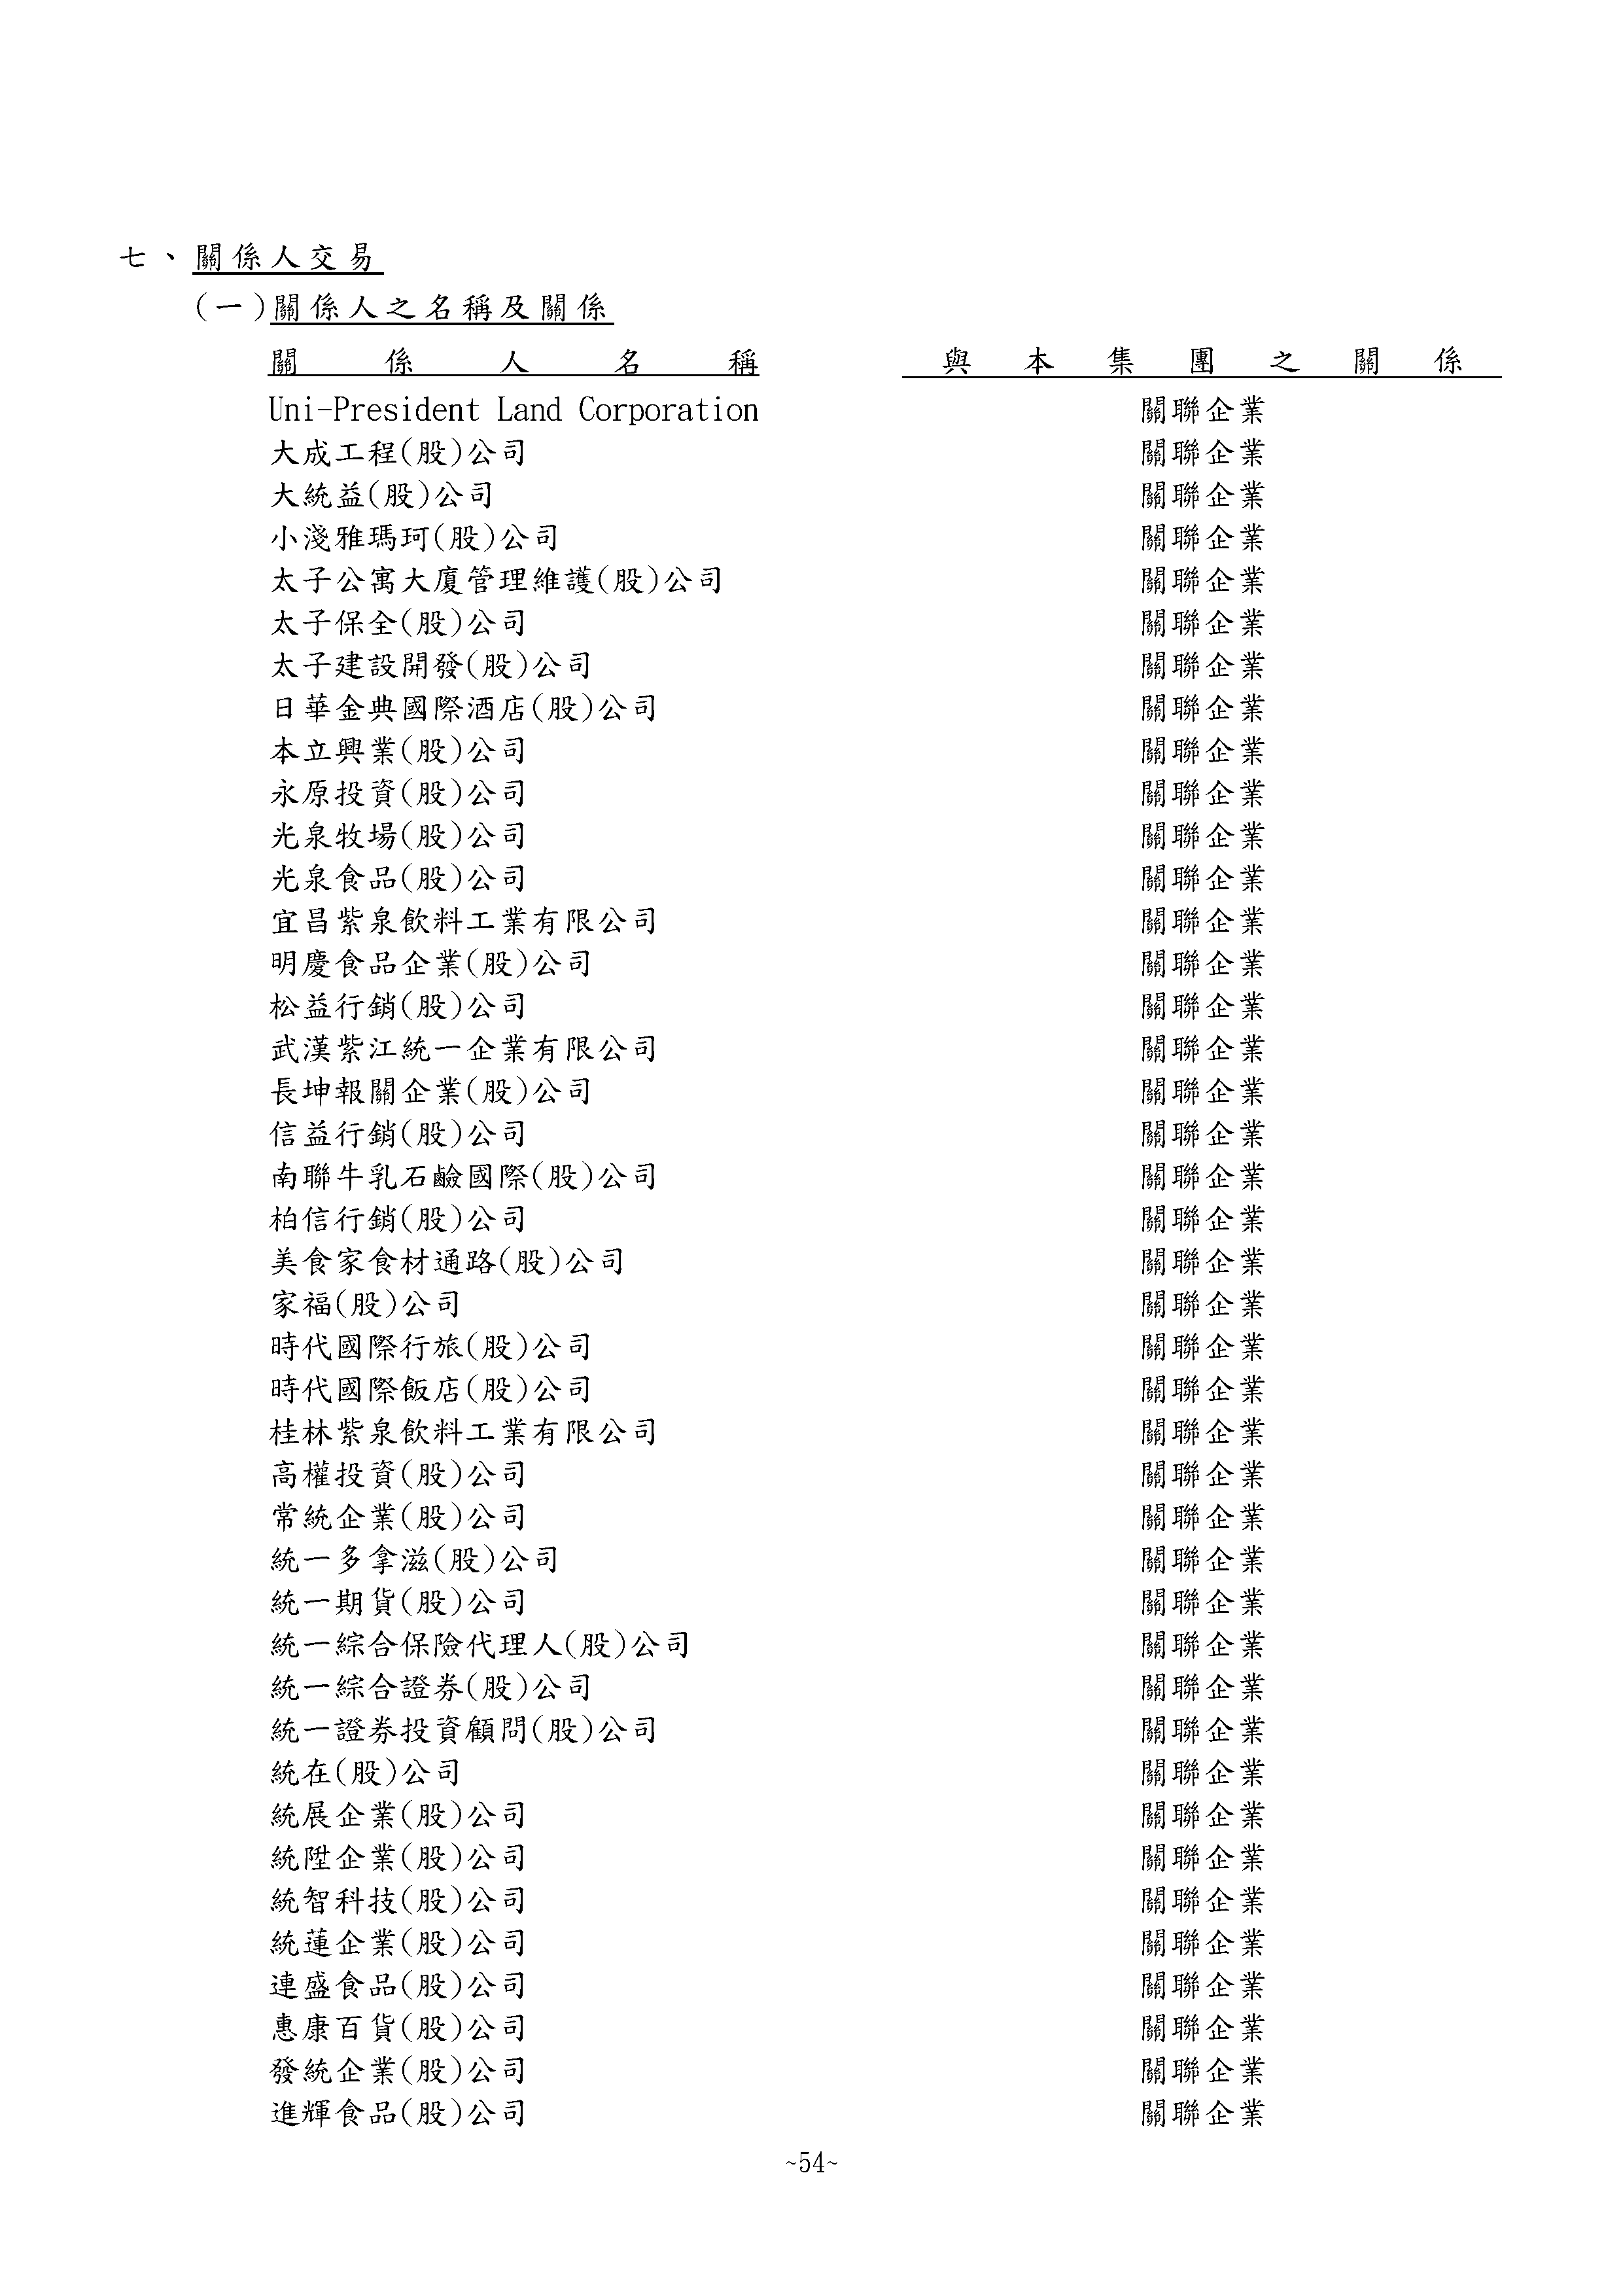 七、關係人交易
(一)關係人之名稱及關係
關係人名稱 與本集團之關係
Uni-President Land Corporation 關聯企業
大成工程(股)公司 關聯企業
大統益(股)公司 關聯企業
小淺雅瑪珂(股)公司 關聯企業
太子公寓大廈管理維護(股)公司 關聯企業
太子保全(股)公司 關聯企業
太子建設開發(股)公司 關聯企業
日華金典國際酒店(股)公司 關聯企業
本立興業(股)公司 關聯企業
永原投資(股)公司 關聯企業
光泉牧場(股)公司 關聯企業
光泉食品(股)公司 關聯企業
宜昌紫泉飲料工業有限公司 關聯企業
明慶食品企業(股)公司 關聯企業
松益行銷(股)公司 關聯企業
武漢紫江統一企業有限公司 關聯企業
長坤報關企業(股)公司 關聯企業
信益行銷(股)公司 關聯企業
南聯牛乳石鹼國際(股)公司 關聯企業
柏信行銷(股)公司 關聯企業
美食家食材通路(股)公司 關聯企業
家福(股)公司 關聯企業
時代國際行旅(股)公司 關聯企業
時代國際飯店(股)公司 關聯企業
桂林紫泉飲料工業有限公司 關聯企業
高權投資(股)公司 關聯企業
常統企業(股)公司 關聯企業
統一多拿滋(股)公司 關聯企業
統一期貨(股)公司 關聯企業
統一綜合保險代理人(股)公司 關聯企業
統一綜合證券(股)公司 關聯企業
統一證券投資顧問(股)公司 關聯企業
統在(股)公司 關聯企業
統展企業(股)公司 關聯企業
統陞企業(股)公司 關聯企業
統智科技(股)公司 關聯企業
統蓮企業(股)公司 關聯企業
連盛食品(股)公司 關聯企業
惠康百貨(股)公司 關聯企業
發統企業(股)公司 關聯企業
進輝食品(股)公司 關聯企業
~54~